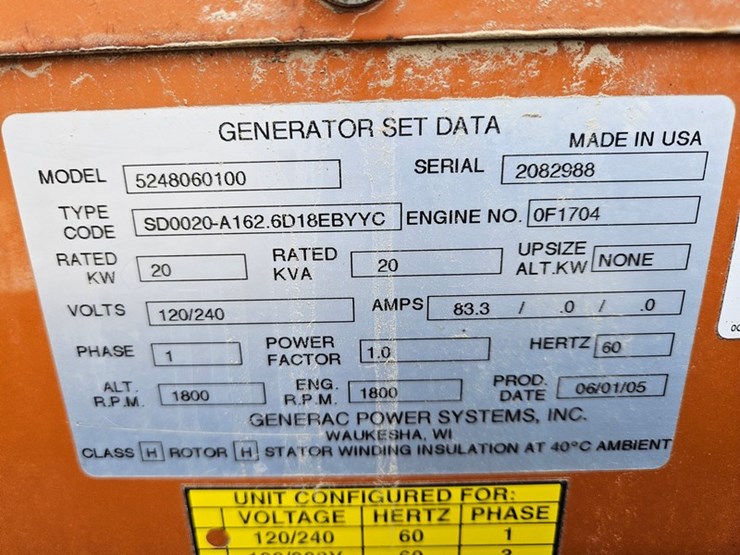 GENERATOR SET DATA
MADE IN USA
MODEL 5248060100 SERIAL 2082988
TYPE CODE SD0020-A162.6D18EBYYC ENGINE NO. 0F1704
RATED KW 20 RATED KVA 20 UPSIZE ALT.KW NONE
VOLTS 120/240 AMPS 83.3 / .0 / .0
PHASE 1 POWER FACTOR 1.0 HERTZ 60
ALT. R.P.M. 1800 ENG. R.P.M. 1800 PROD. DATE 06/01/05
GENERAC POWER SYSTEMS, INC.
WAUKESHA, WI
CLASS H ROTOR H STATOR WINDING INSULATION AT 40°C AMBIENT
UNIT CONFIGURED FOR:
VOLTAGE HERTZ PHASE
120/240 60 1